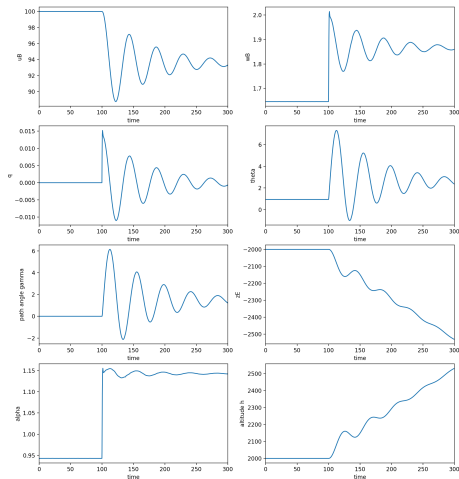 100
98
96
94
92
90
uB
0 50 100 150 200 250 300
time
2.0
1.9
1.8
1.7
wB
0 50 100 150 200 250 300
time
0.015
0.010
0.005
0.000
−0.005
−0.010
q
0 50 100 150 200 250 300
time
6
4
2
0
theta
0 50 100 150 200 250 300
time
6
4
2
0
−2
path angle gamma
0 50 100 150 200 250 300
time
−2000
−2100
−2200
−2300
−2400
−2500
zE
0 50 100 150 200 250 300
time
1.15
1.10
1.05
1.00
0.95
alpha
0 50 100 150 200 250 300
time
2500
2400
2300
2200
2100
2000
altitude h
0 50 100 150 200 250 300
time